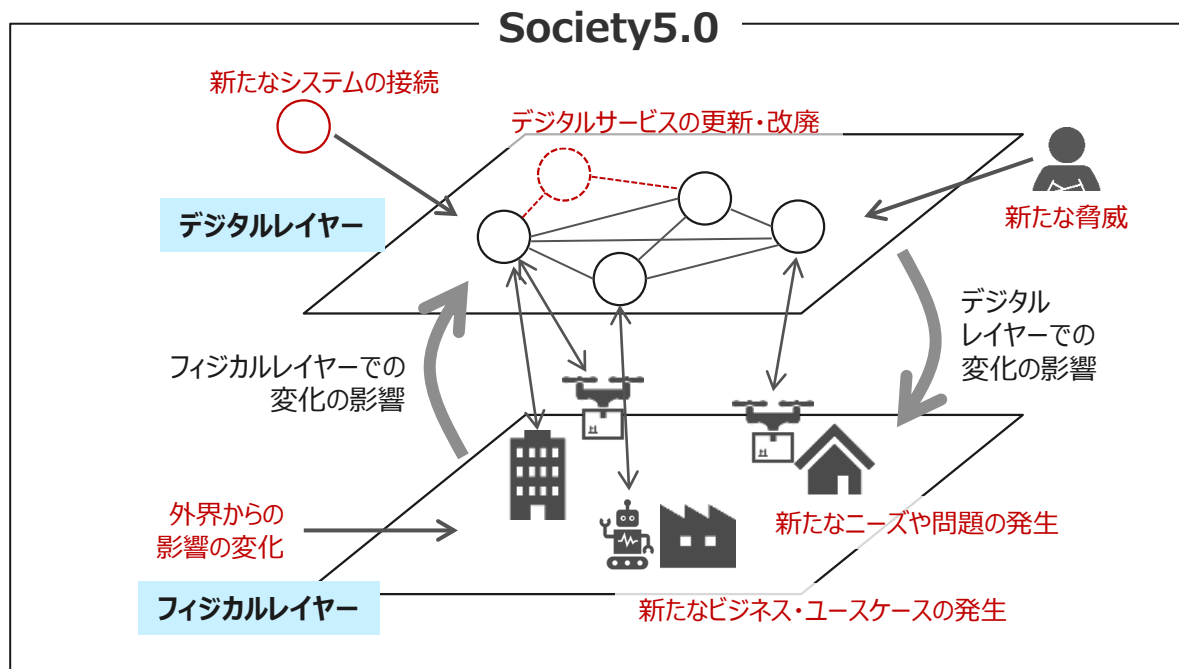 Society5.0
新たなシステムの接続
デジタルサービスの更新・改廃
デジタルレイヤー
新たな脅威
デジタル
レイヤーでの
変化の影響
フィジカルレイヤーでの
変化の影響
外界からの
影響の変化
新たなニーズや問題の発生
フィジカルレイヤー
新たなビジネス・ユースケースの発生